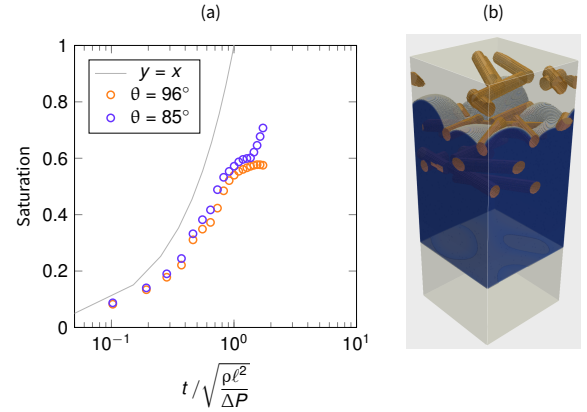 (a)
(b)
Saturation
1
0.8
0.6
0.4
0.2
0
y = x
θ = 96°
θ = 85°
10⁻¹
10⁰
10¹
t / √(ρℓ²/ΔP)